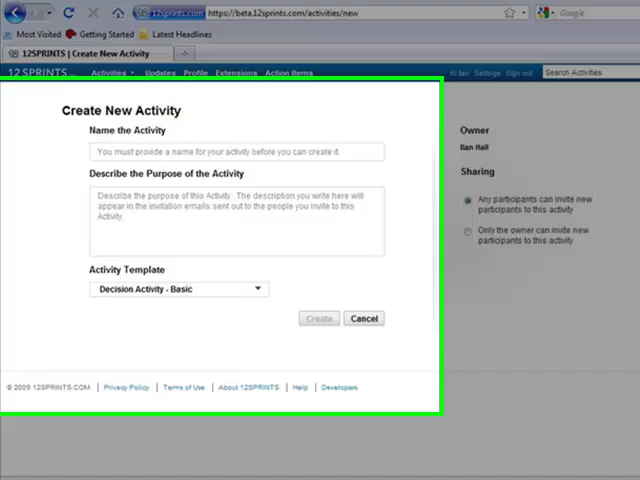 12sprints.com https://beta.12sprints.com/activities/new
Google
Most Visited Getting Started Latest Headlines
12SPRINTS | Create New Activity
12 SPRINTS Activities Updates Profile Extensions Action Items Hi Ilan Settings Sign out Search Activities
Create New Activity
Name the Activity
You must provide a name for your activity before you can create it.
Describe the Purpose of the Activity
Describe the purpose of this Activity. The description you write here will
appear in the invitation emails sent out to the people you invite to this
Activity.
Activity Template
Decision Activity - Basic
Create Cancel
Owner
Ilan Hall
Sharing
Any participants can invite new
participants to this activity
Only the owner can invite new
participants to this activity
© 2009 12SPRINTS.COM | Privacy Policy | Terms of Use | About 12SPRINTS | Help | Developers